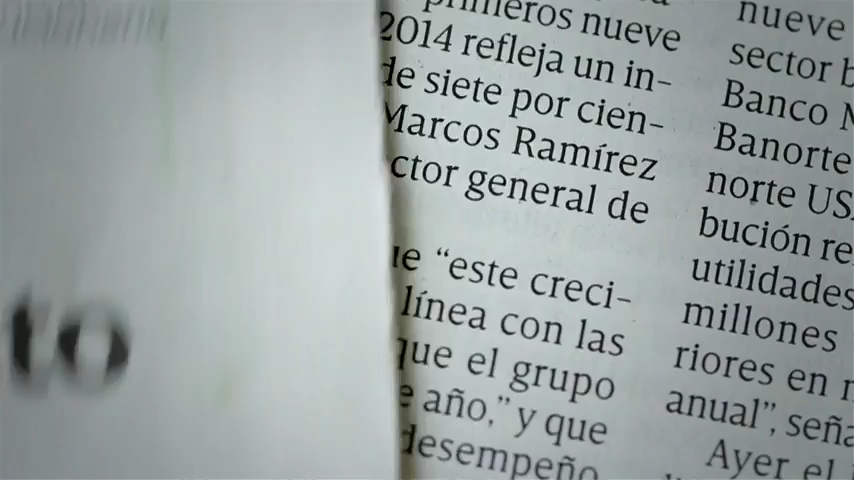 to
nueve
2014 refleja un in-
de siete por cien-
Marcos Ramírez
ctor general de
“este creci-
línea con las
que el grupo
año,” y que
desempeño
nueve
sector
Banco
Banorte
norte
bución
utilidades
millones
riores en
anual”,
Ayer el